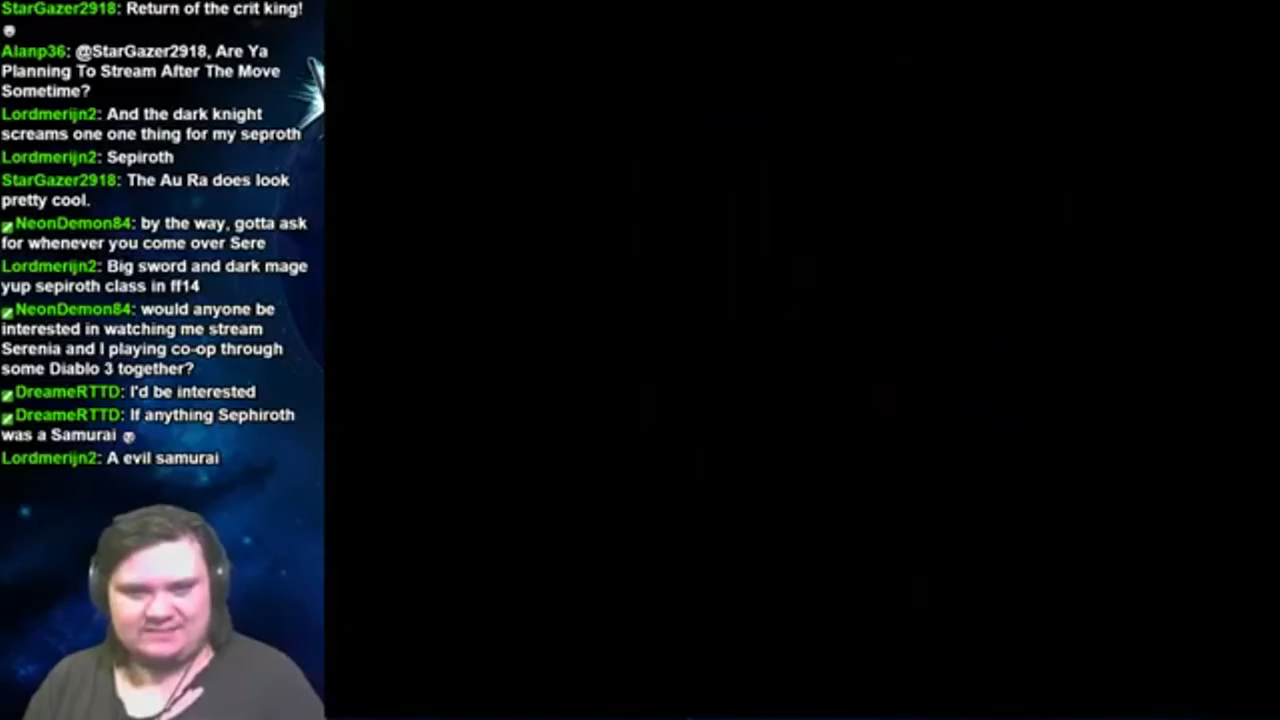 StarGazer2918: Return of the crit king!
Alanp36: @StarGazer2918, Are Ya
Planning To Stream After The Move
Sometime?
Lordmerijn2: And the dark knight
screams one one thing for my seproth
Lordmerijn2: Sepiroth
StarGazer2918: The Au Ra does look
pretty cool.
NeonDemon84: by the way, gotta ask
for whenever you come over Sere
Lordmerijn2: Big sword and dark mage
yup sepiroth class in ff14
NeonDemon84: would anyone be
interested in watching me stream
Serenia and I playing co-op through
some Diablo 3 together?
DreameRTTD: I'd be interested
DreameRTTD: If anything Sephiroth
was a Samurai
Lordmerijn2: A evil samurai